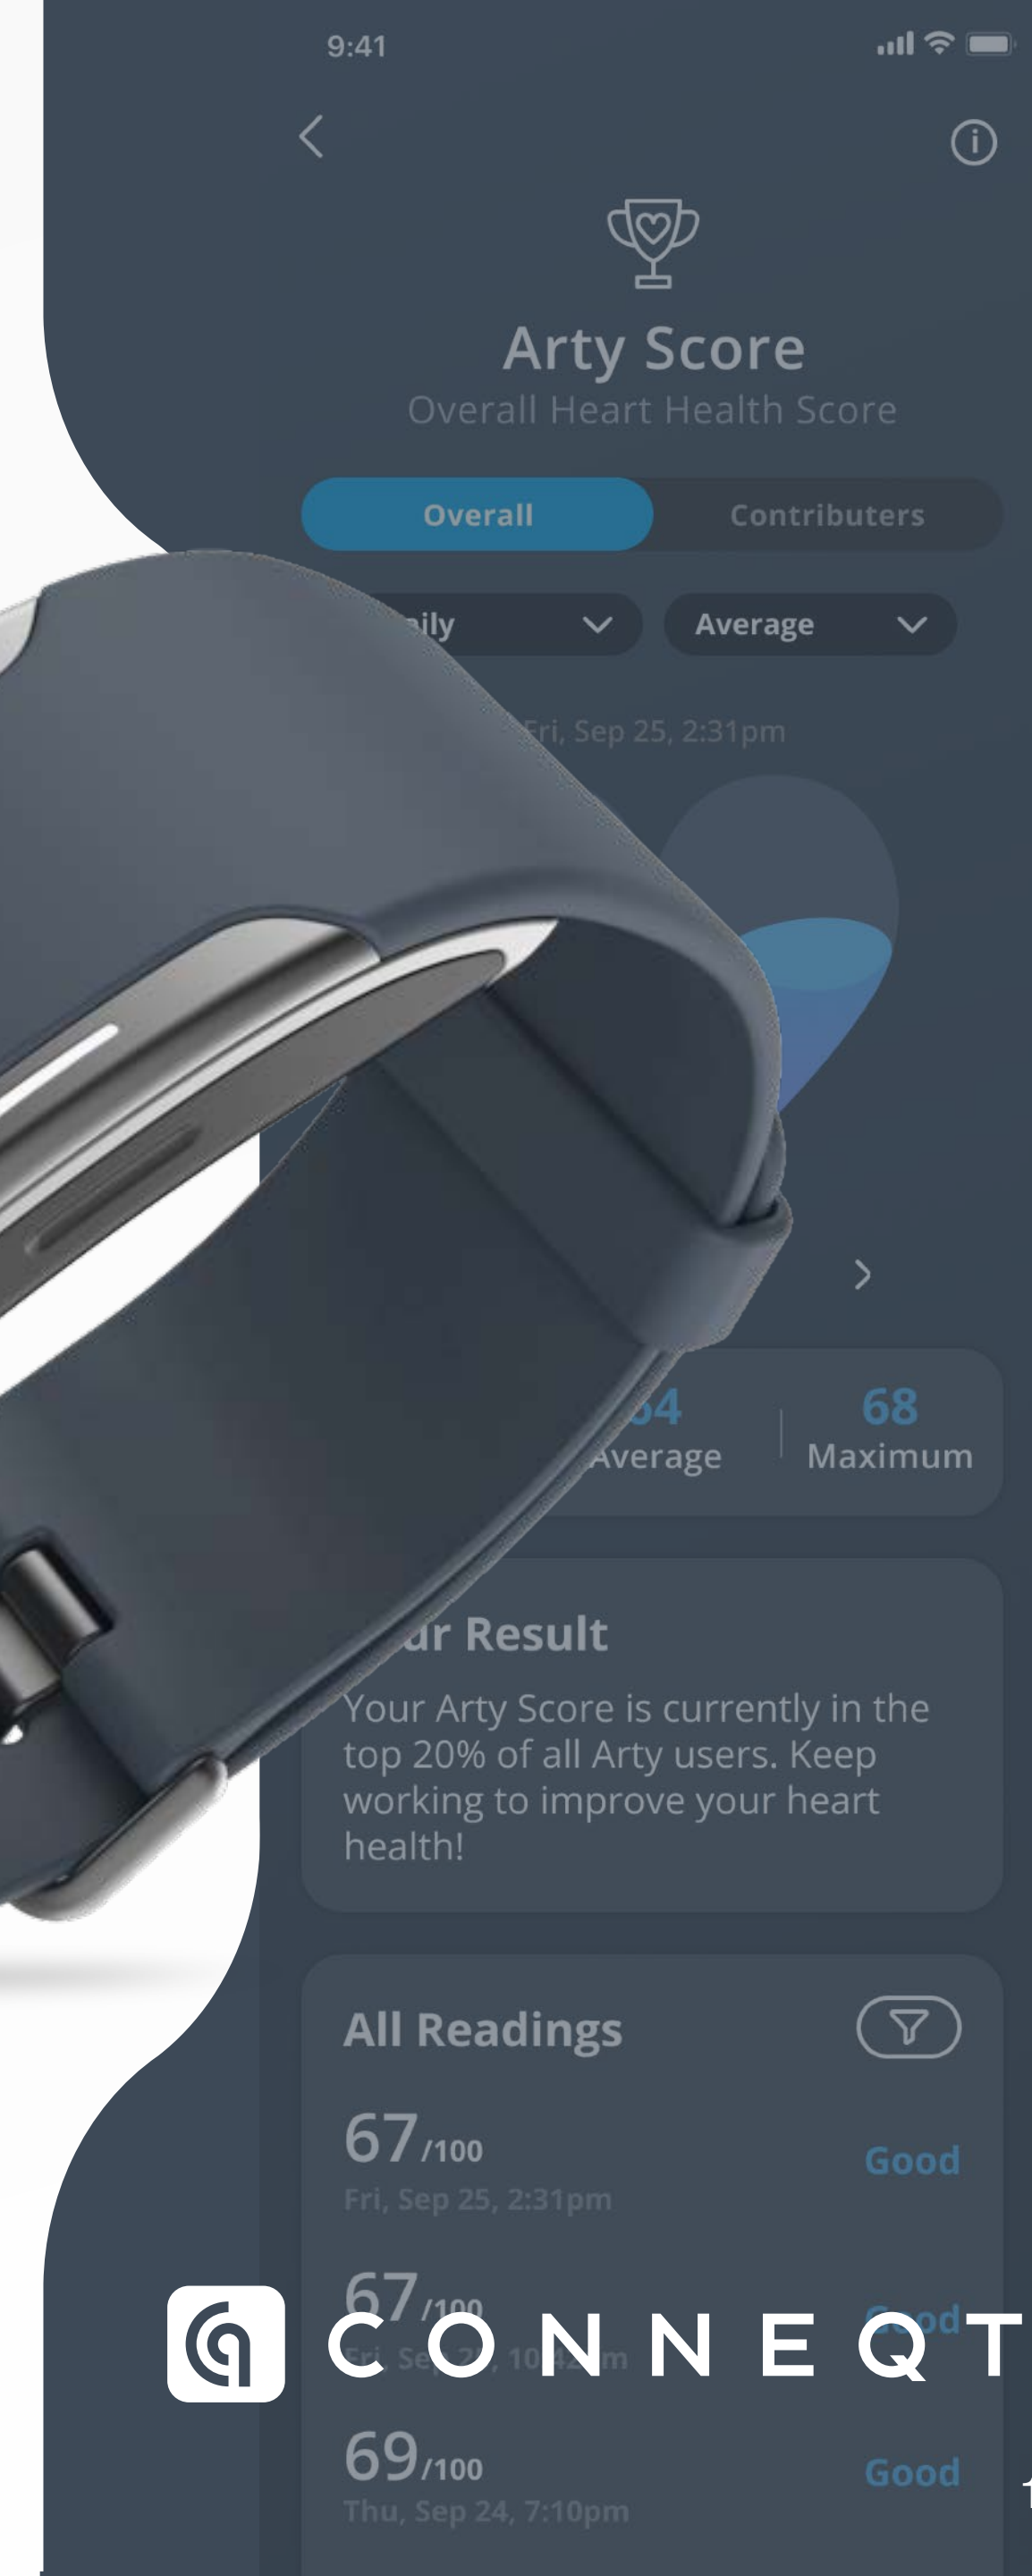 9:41
Arty Score
Overall Heart Health Score
Overall
Contributers
Average
Fri, Sep 25, 2:31pm
68
Average
Maximum
Result
Your Arty Score is currently in the
top 20% of all Arty users. Keep
working to improve your heart
health!
All Readings
67/100
Good
Fri, Sep 25, 2:31pm
67/100
Good
CONNEQT
69/100
Good
Thu, Sep 24, 7:10pm